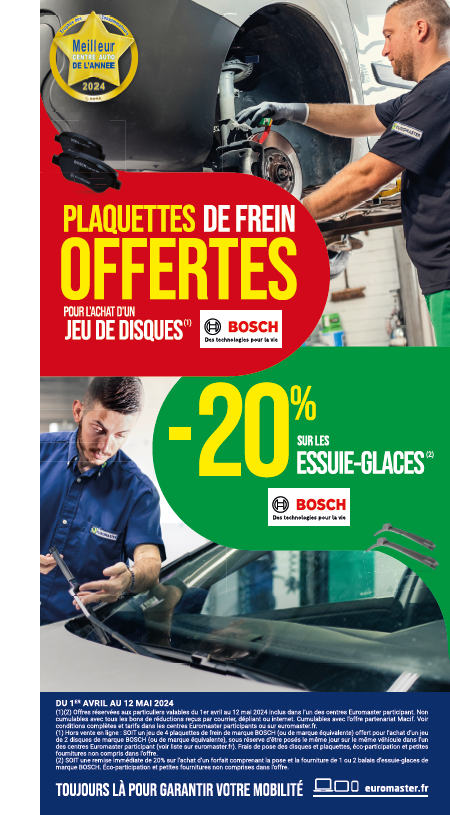 Meilleur
CENTRE AUTO
DE L'ANNÉE
2024
EUROMASTER
BOSCH
PLAQUETTES DE FREIN
OFFERTES
POUR L'ACHAT D'UN
JEU DE DISQUES(1)
BOSCH
Des technologies pour la vie
-20%
SUR LES
ESSUIE-GLACES(2)
BOSCH
Des technologies pour la vie
EUROMASTER
DU 1ER AVRIL AU 12 MAI 2024
(1)(2) Offres réservées aux particuliers valables du 1er avril au 12 mai 2024 inclus dans l'un des centres Euromaster participant. Non
cumulables avec tous les bons de réductions reçus par courrier, dépliant ou internet. Cumulables avec l'offre partenariat Macif. Voir
conditions complètes et tarifs dans les centres Euromaster participants ou sur euromaster.fr.
(1) Hors vente en ligne : SOIT un jeu de 4 plaquettes de frein de marque BOSCH (ou de marque équivalente) offert pour l'achat d'un jeu
de 2 disques de marque BOSCH (ou de marque équivalente), sous réserve d'être posés le même jour sur le même véhicule dans l'un
des centres Euromaster participant (voir liste sur euromaster.fr). Frais de pose des disques et plaquettes, éco-participation et petites
fournitures non compris dans l'offre.
(2) SOIT une remise immédiate de 20% sur l'achat d'un forfait comprenant la pose et la fourniture de 1 ou 2 balais d'essuie-glaces de
marque BOSCH. Éco-participation et petites fournitures non comprises dans l'offre.
TOUJOURS LÀ POUR GARANTIR VOTRE MOBILITÉ
euromaster.fr